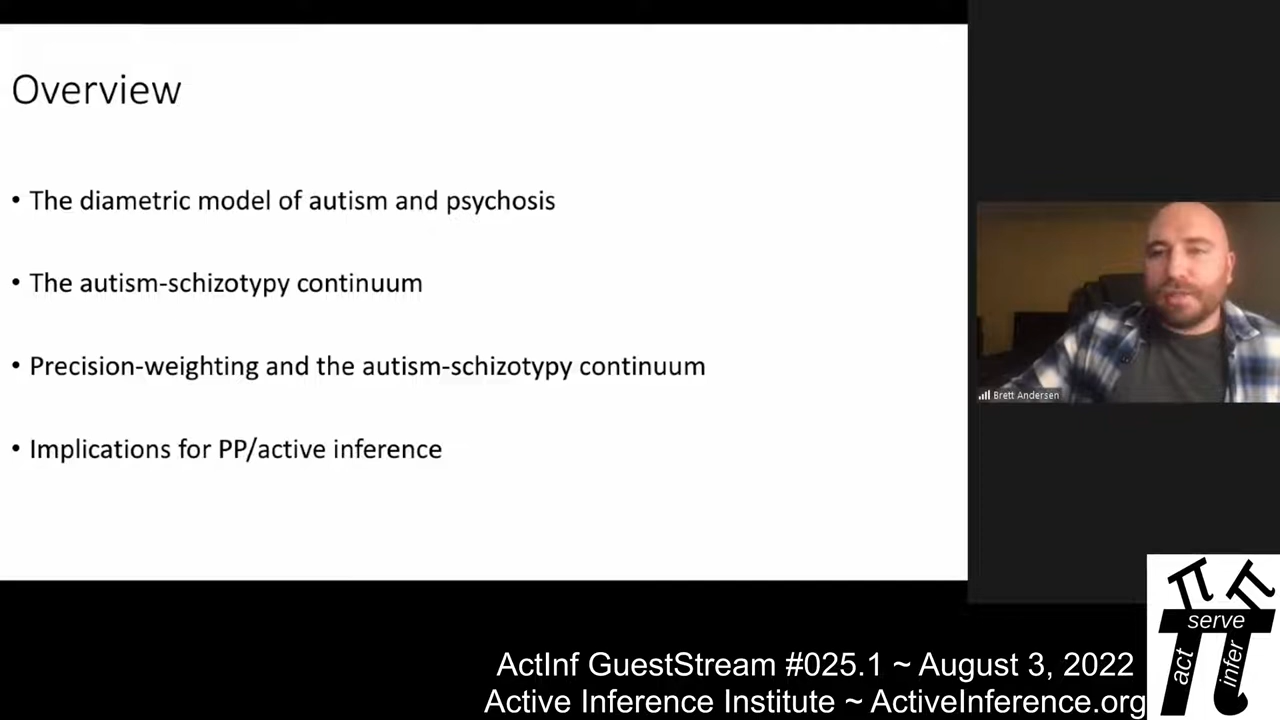 Overview
• The diametric model of autism and psychosis
• The autism-schizotypy continuum
• Precision-weighting and the autism-schizotypy continuum
• Implications for PP/active inference
Brett Andersen
ActInf GuestStream #025.1 ~ August 3, 2022
Active Inference Institute ~ ActiveInference.org
serve
act
infer